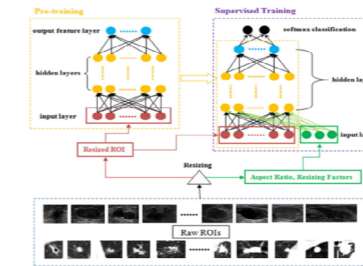 Pre-training
Supervised Training
output feature layer
softmax classification
hidden layers
hidden laye
input layer
input la
Resized ROI
Resizing
Aspect Ratio, Resizing Factors
Raw ROIs